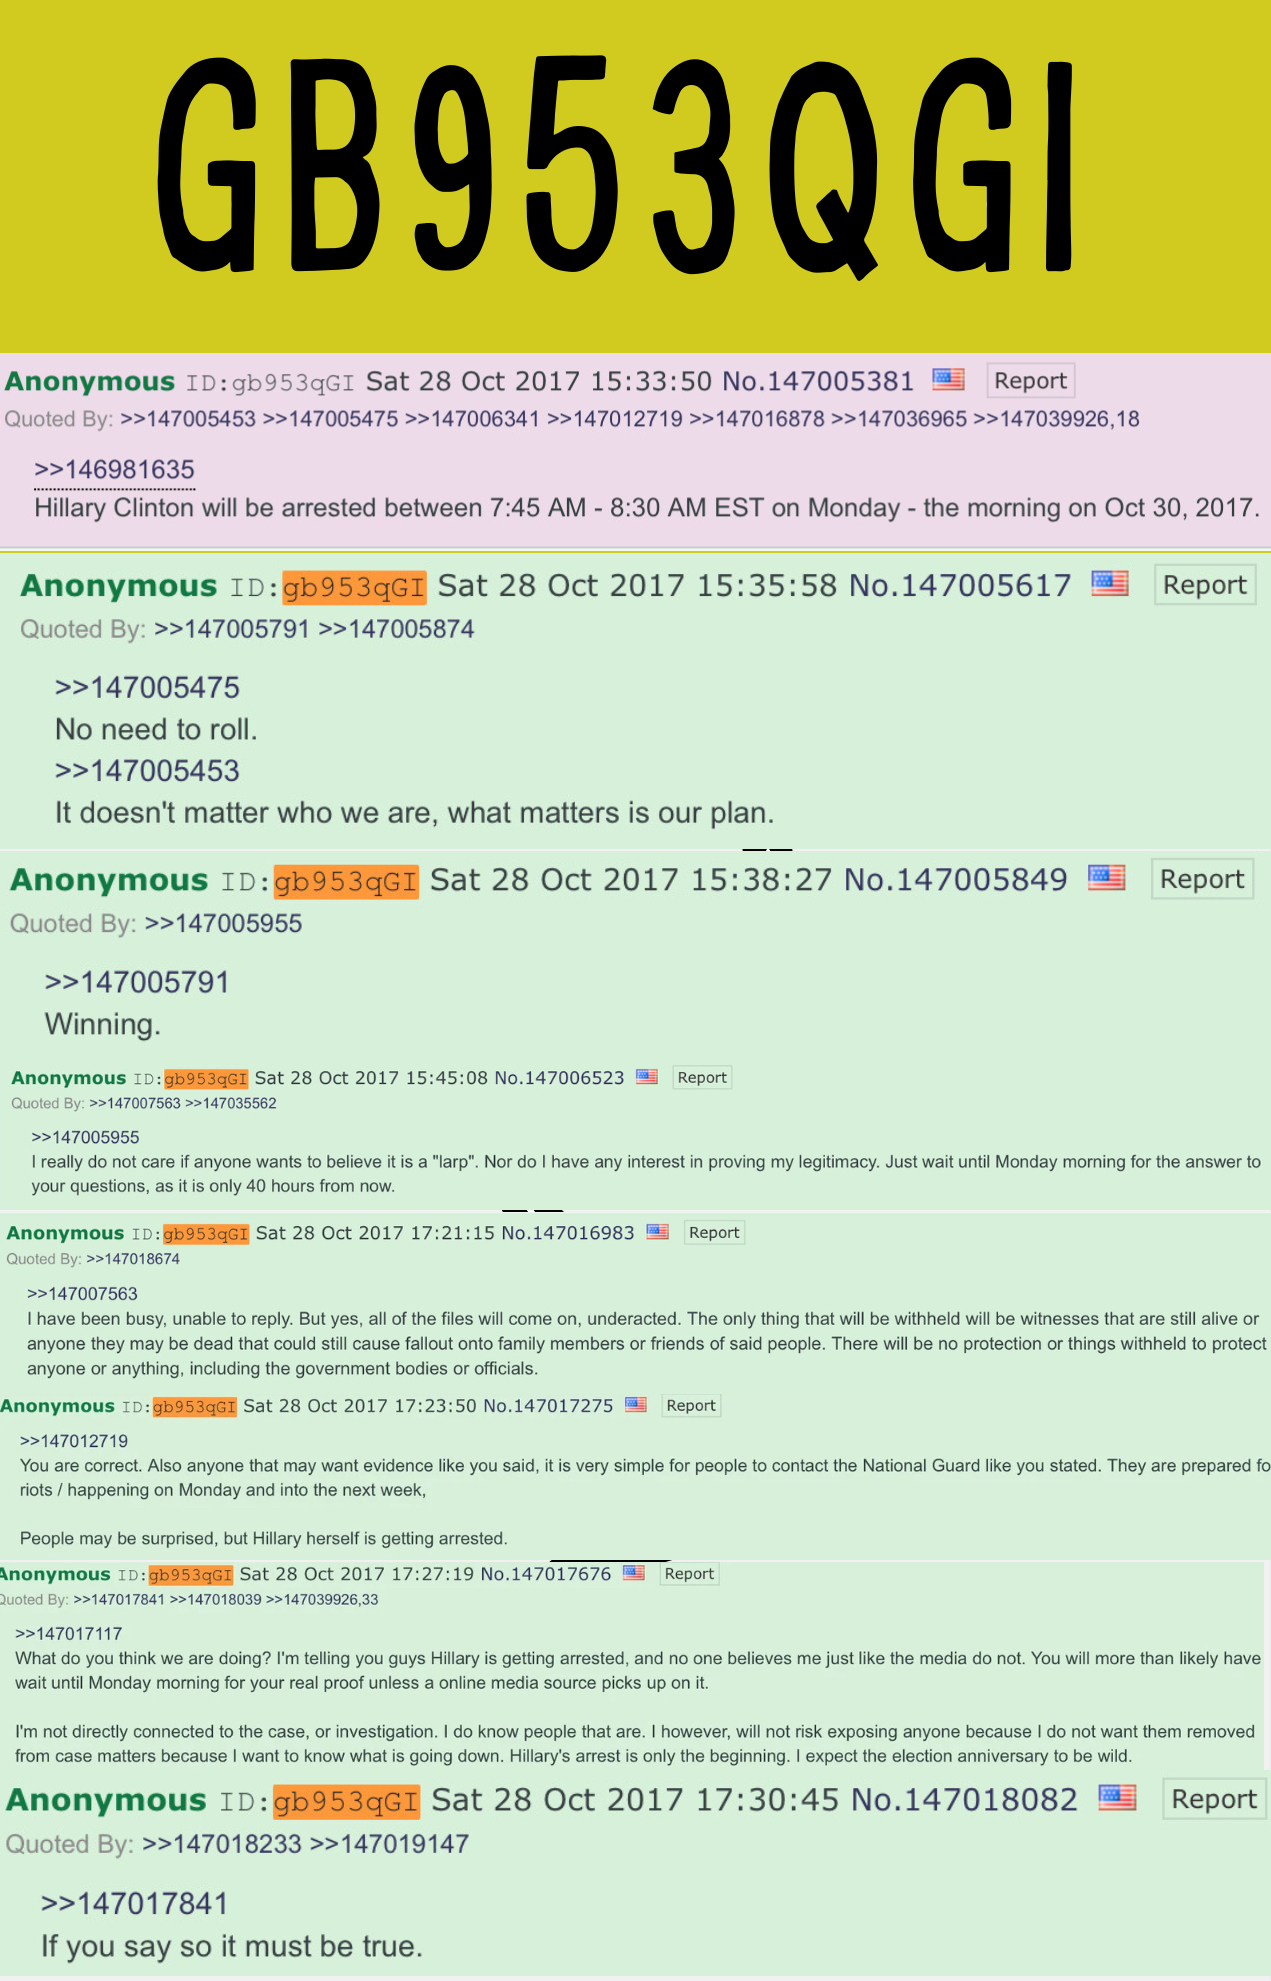 GB953QGI
Anonymous ID:gb953qGI Sat 28 Oct 2017 15:33:50 No.147005381 Report
Quoted By: >>147005453 >>147005475 >>147006341 >>147012719 >>147016878 >>147036965 >>147039926,18
>>146981635
Hillary Clinton will be arrested between 7:45 AM - 8:30 AM EST on Monday - the morning on Oct 30, 2017.
Anonymous ID:gb953qGI Sat 28 Oct 2017 15:35:58 No.147005617 Report
Quoted By: >>147005791 >>147005874
>>147005475
No need to roll.
>>147005453
It doesn't matter who we are, what matters is our plan.
Anonymous ID:gb953qGI Sat 28 Oct 2017 15:38:27 No.147005849 Report
Quoted By: >>147005955
>>147005791
Winning.
Anonymous ID:gb953qGI Sat 28 Oct 2017 15:45:08 No.147006523 Report
Quoted By: >>147007563 >>147035562
>>147005955
I really do not care if anyone wants to believe it is a "larp". Nor do I have any interest in proving my legitimacy. Just wait until Monday morning for the answer to
your questions, as it is only 40 hours from now.
Anonymous ID:gb953qGI Sat 28 Oct 2017 17:21:15 No.147016983 Report
Quoted By: >>147018674
>>147007563
I have been busy, unable to reply. But yes, all of the files will come on, underacted. The only thing that will be withheld will be witnesses that are still alive or
anyone they may be dead that could still cause fallout onto family members or friends of said people. There will be no protection or things withheld to protect
anyone or anything, including the government bodies or officials.
Anonymous ID:gb953qGI Sat 28 Oct 2017 17:23:50 No.147017275 Report
>>147012719
You are correct. Also anyone that may want evidence like you said, it is very simple for people to contact the National Guard like you stated. They are prepared fo
riots / happening on Monday and into the next week,
People may be surprised, but Hillary herself is getting arrested.
Anonymous ID:gb953qGI Sat 28 Oct 2017 17:27:19 No.147017676 Report
Quoted By: >>147017841 >>147018039 >>147039926,33
>>147017117
What do you think we are doing? I'm telling you guys Hillary is getting arrested, and no one believes me just like the media do not. You will more than likely have
wait until Monday morning for your real proof unless a online media source picks up on it.
I'm not directly connected to the case, or investigation. I do know people that are. I however, will not risk exposing anyone because I do not want them removed
from case matters because I want to know what is going down. Hillary's arrest is only the beginning. I expect the election anniversary to be wild.
Anonymous ID:gb953qGI Sat 28 Oct 2017 17:30:45 No.147018082 Report
Quoted By: >>147018233 >>147019147
>>147017841
If you say so it must be true.